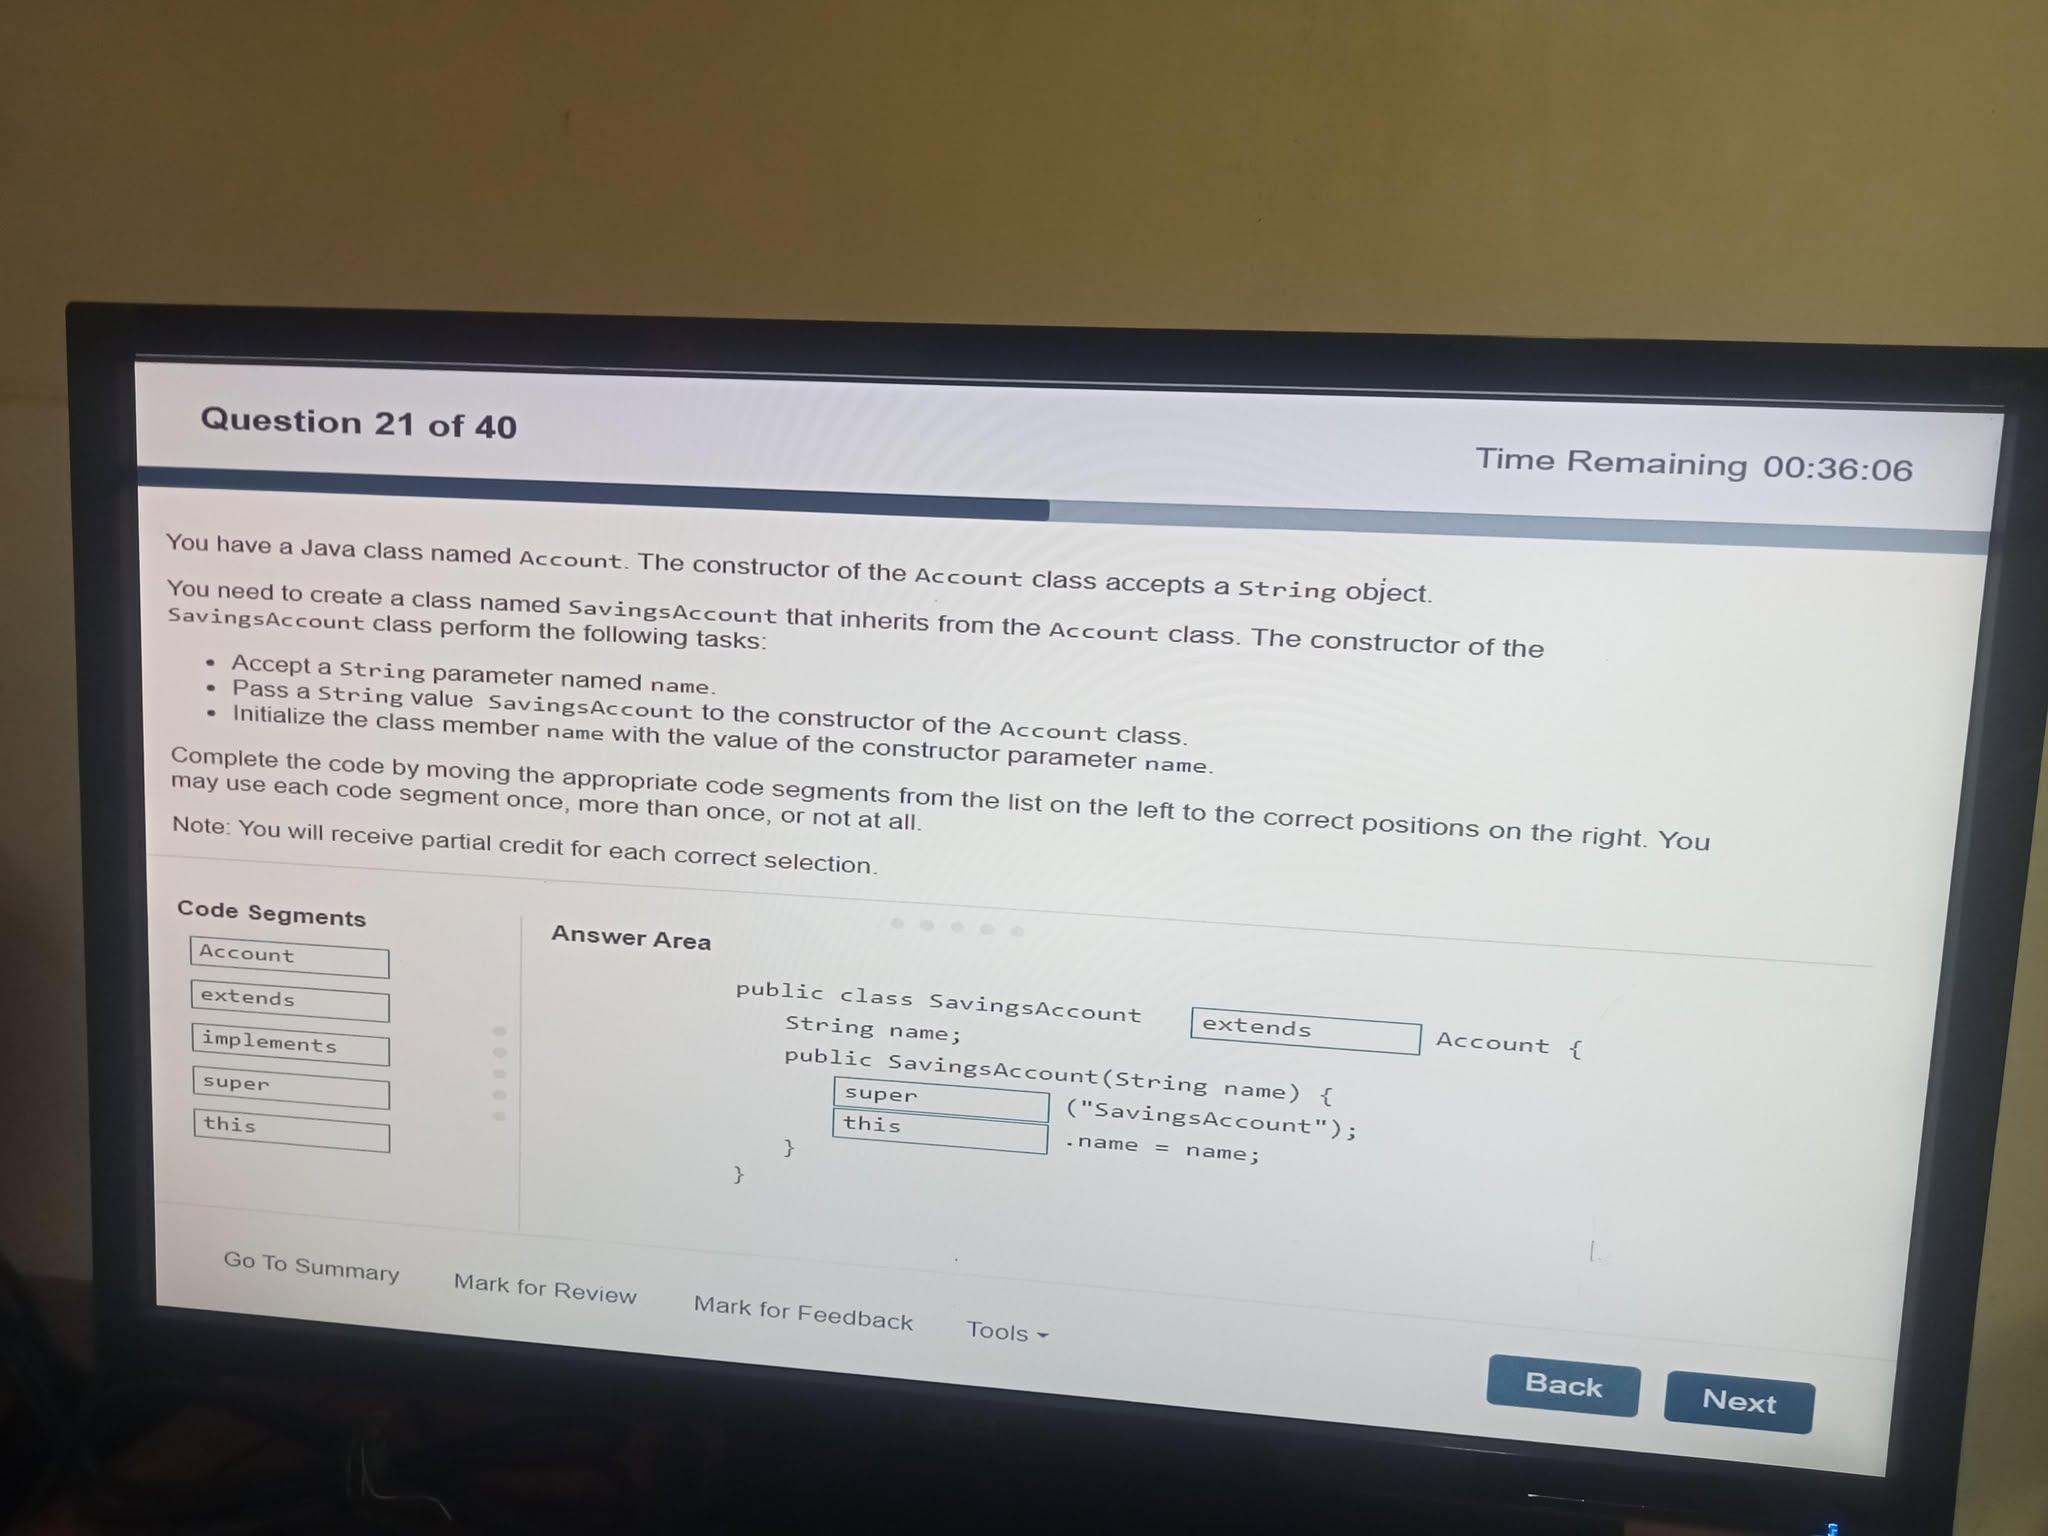 Question 21 of 40
Time Remaining 00:36:06
You have a Java class named Account. The constructor of the Account class accepts a String object.
You need to create a class named SavingsAccount that inherits from the Account class. The constructor of the
SavingsAccount class perform the following tasks:
• Accept a String parameter named name.
• Pass a String value SavingsAccount to the constructor of the Account class.
• Initialize the class member name with the value of the constructor parameter name.
Complete the code by moving the appropriate code segments from the list on the left to the correct positions on the right. You
may use each code segment once, more than once, or not at all.
Note: You will receive partial credit for each correct selection.
Code Segments
Account
extends
implements
super
this
Answer Area
public class SavingsAccount extends Account {
String name;
public SavingsAccount(String name) {
super ("SavingsAccount");
this .name = name;
}
}
Go To Summary
Mark for Review
Mark for Feedback
Tools
Back
Next